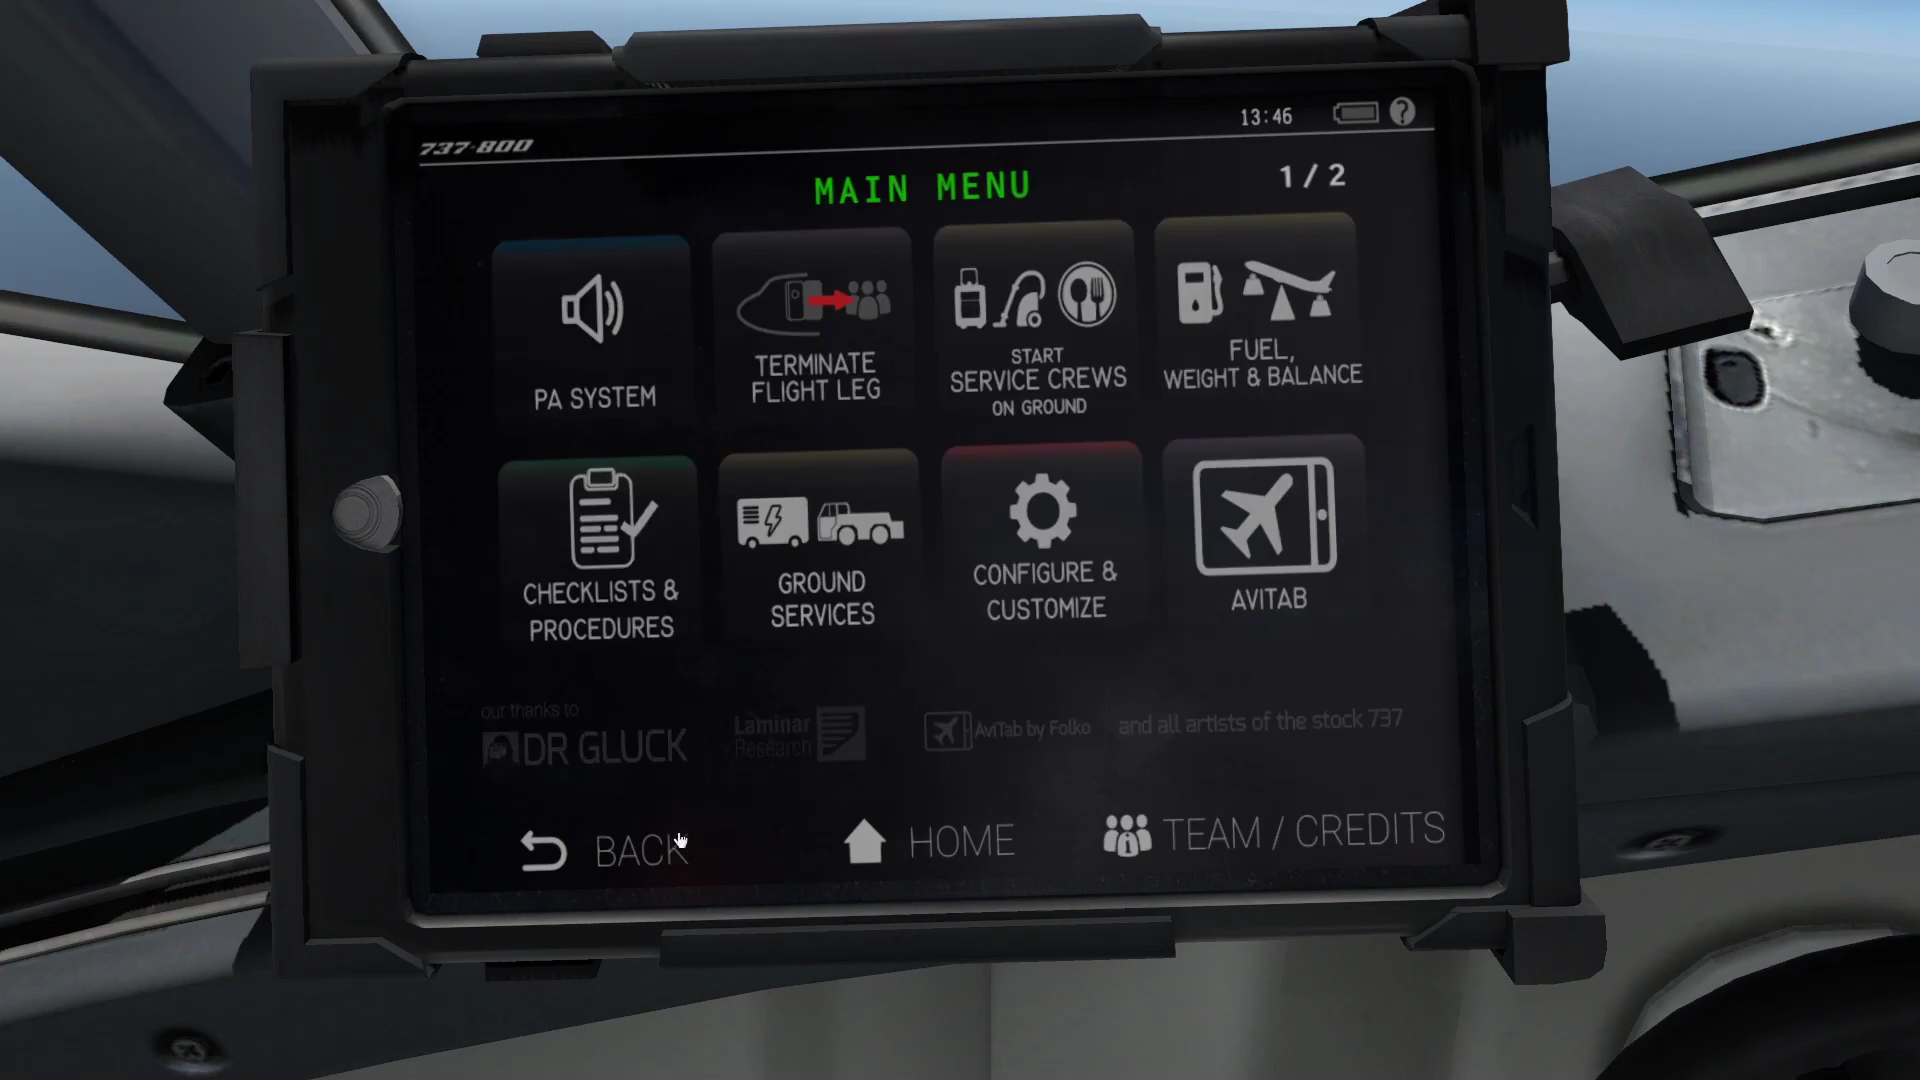 737-800
13:46
?
MAIN MENU
1 / 2
PA SYSTEM
TERMINATE
FLIGHT LEG
START
SERVICE CREWS
ON GROUND
FUEL,
WEIGHT & BALANCE
CHECKLISTS &
PROCEDURES
GROUND
SERVICES
CONFIGURE &
CUSTOMIZE
AVITAB
our thanks to
DR GLUCK
Laminar
Research
AviTab by Folko
and all artists of the stock 737
BACK
HOME
TEAM / CREDITS